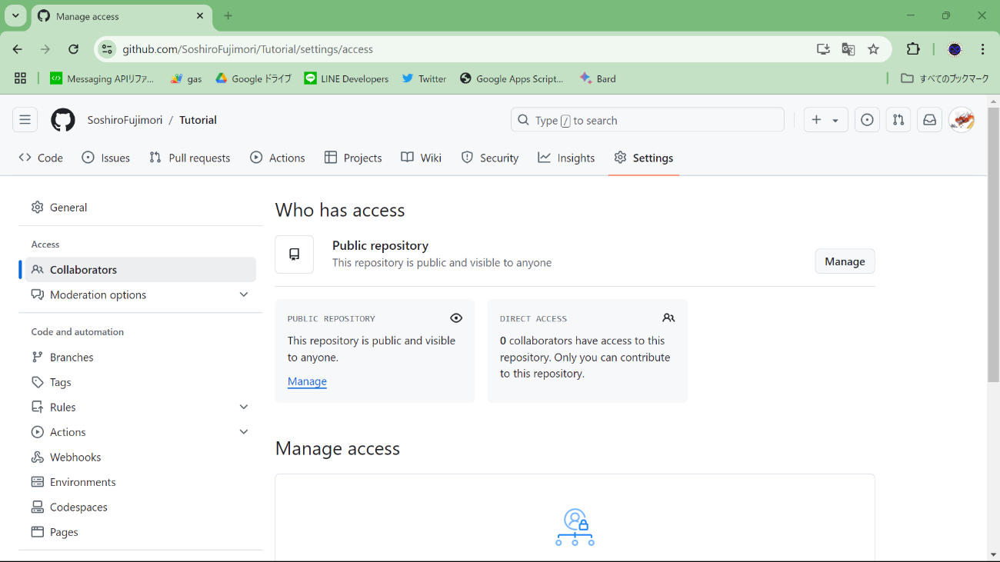 Manage access
github.com/SoshiroFujimori/Tutorial/settings/access
Messaging APIリファ...
gas
Google ドライブ
LINE Developers
Twitter
Google Apps Script...
Bard
すべてのブックマーク
SoshiroFujimori / Tutorial
Type / to search
Code
Issues
Pull requests
Actions
Projects
Wiki
Security
Insights
Settings
General
Access
Collaborators
Moderation options
Code and automation
Branches
Tags
Rules
Actions
Webhooks
Environments
Codespaces
Pages
Who has access
Public repository
This repository is public and visible to anyone
Manage
PUBLIC REPOSITORY
This repository is public and visible
to anyone.
Manage
DIRECT ACCESS
0 collaborators have access to this
repository. Only you can contribute
to this repository.
Manage access